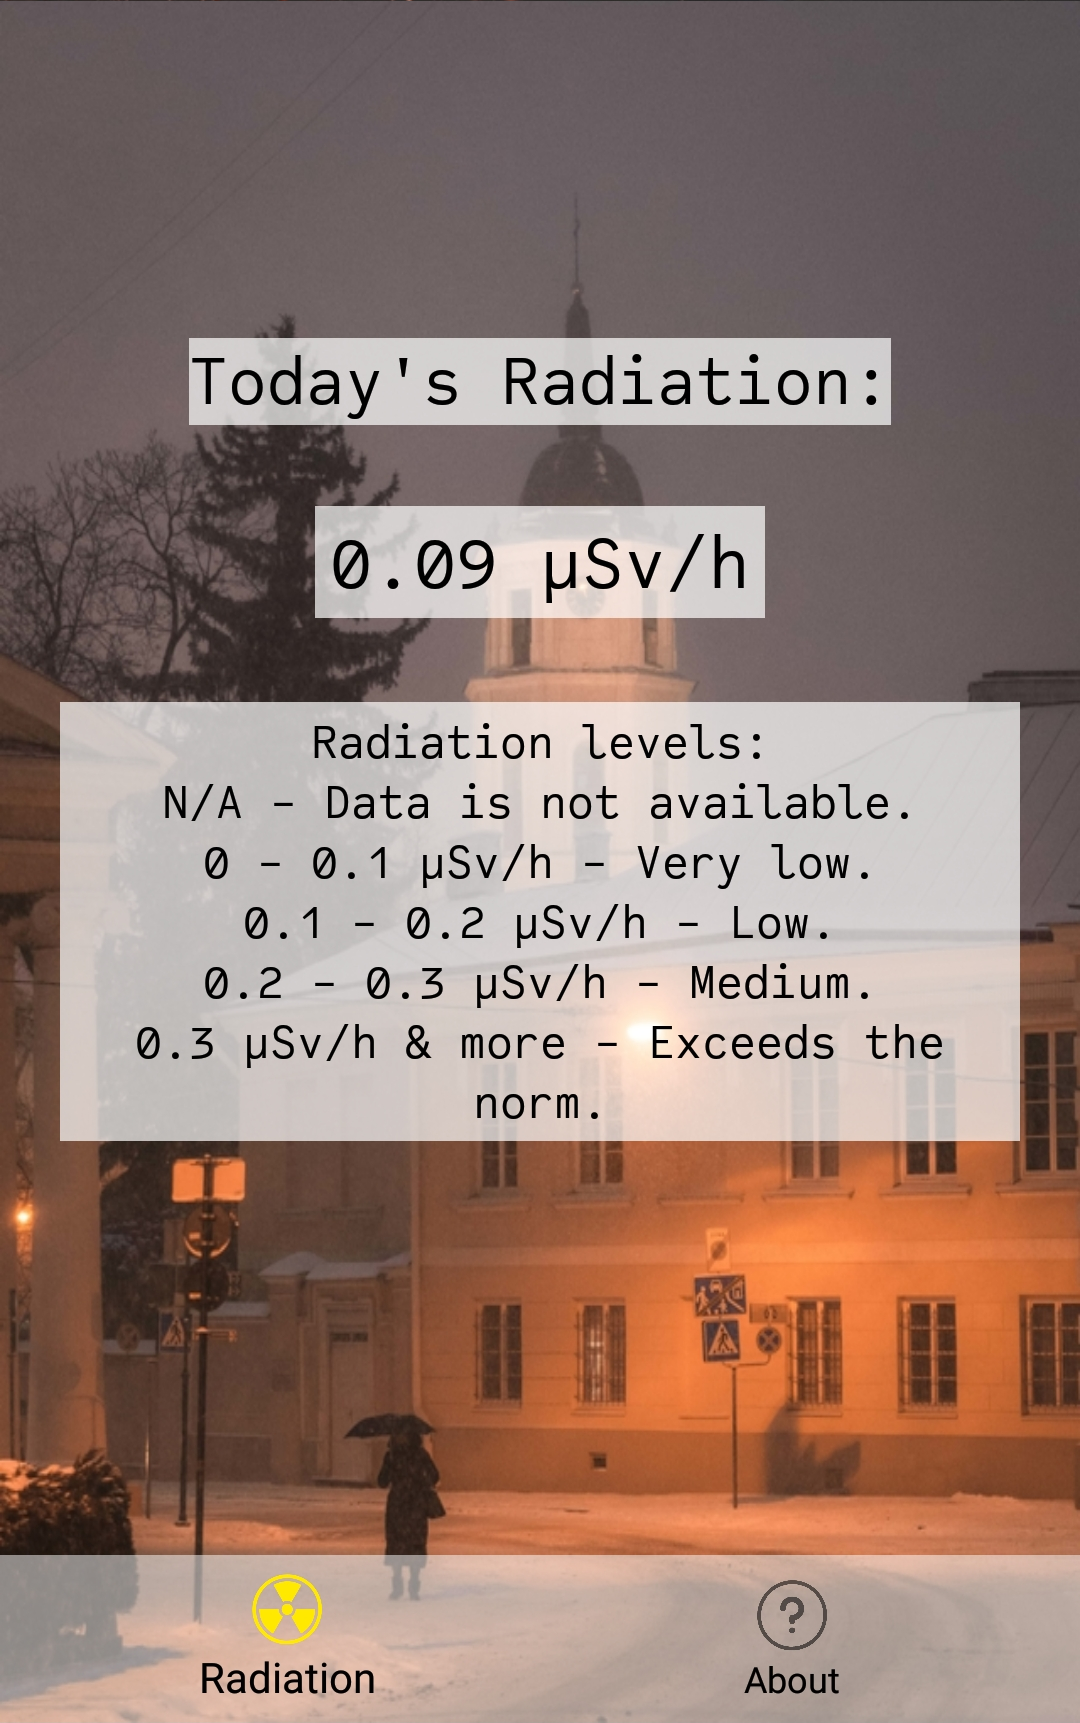 Today's Radiation:
0.09 µSv/h
Radiation levels:
N/A – Data is not available.
0 – 0.1 µSv/h – Very low.
0.1 – 0.2 µSv/h – Low.
0.2 – 0.3 µSv/h – Medium.
0.3 µSv/h & more – Exceeds the
norm.
Radiation
About